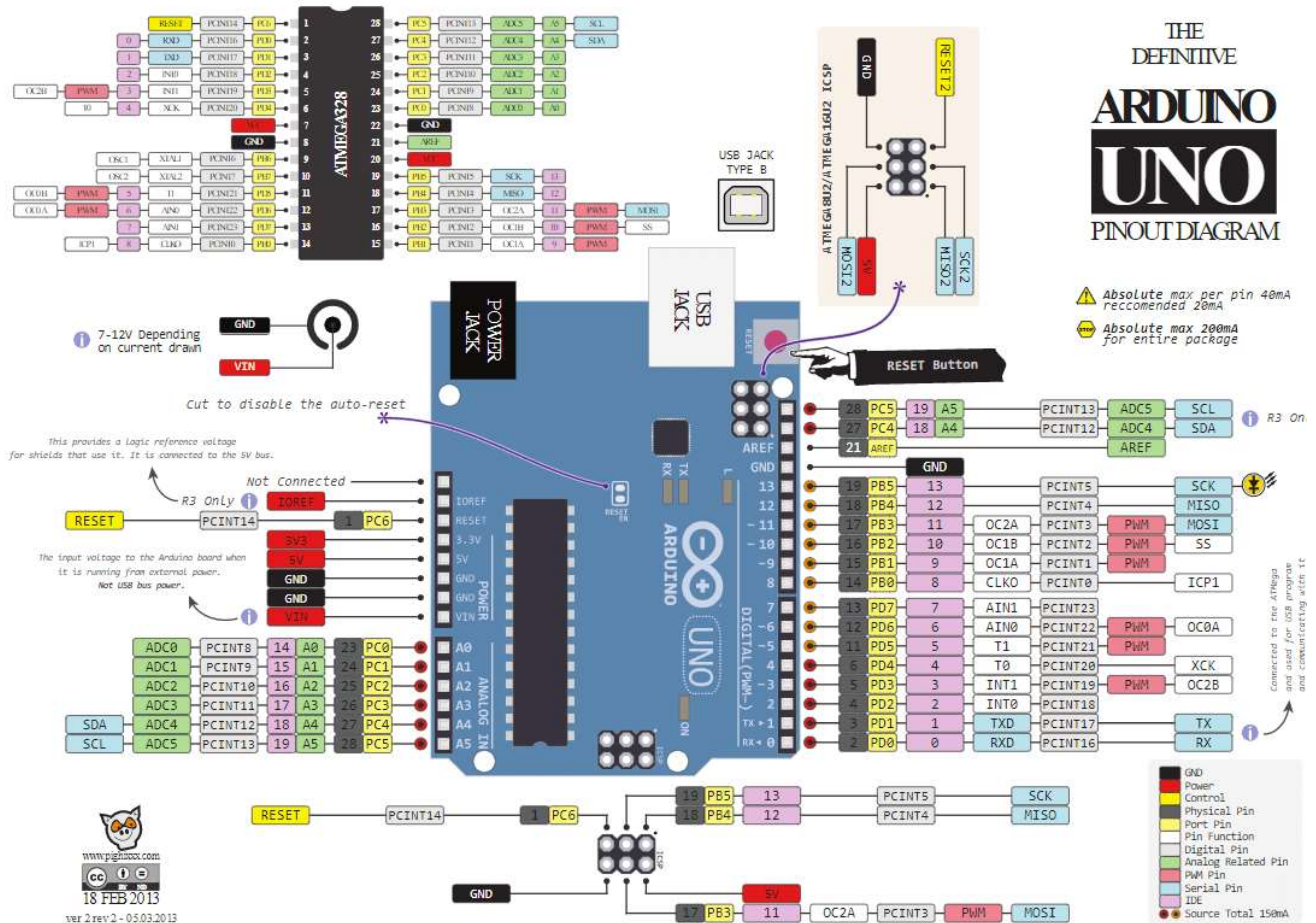 THE
DEFINITIVE
ARDUINO
UNO
PINOUT DIAGRAM
ATMEGA328
RESET PCINT14 PC6 1
0 RXD PCINT16 PD0 2
1 TXD PCINT17 PD1 3
2 INT0 PCINT18 PD2 4
OC2B PWM 3 INT1 PCINT19 PD3 5
T0 4 XCK PCINT20 PD4 6
VCC 7
GND 8
OSC1 XTAL1 PCINT6 PB6 9
OSC2 XTAL2 PCINT7 PB7 10
OC0B PWM 5 T1 PCINT21 PD5 11
OC0A PWM 6 AIN0 PCINT22 PD6 12
7 AIN1 PCINT23 PD7 13
ICP1 8 CLKO PCINT0 PB0 14
28 PC5 PCINT13 ADC5 A5 SCL
27 PC4 PCINT12 ADC4 A4 SDA
26 PC3 PCINT11 ADC3 A3
25 PC2 PCINT10 ADC2 A2
24 PC1 PCINT9 ADC1 A1
23 PC0 PCINT8 ADC0 A0
22 GND
21 AREF
20 VCC
19 PB5 PCINT5 SCK 13
18 PB4 PCINT4 MISO 12
17 PB3 PCINT3 OC2A 11 PWM MOSI
16 PB2 PCINT2 OC1B 10 PWM SS
15 PB1 PCINT1 OC1A 9 PWM
USB JACK
TYPE B
ATMEGA8U2/ATMEGA16U2 ICSP
GND
RESET2
MOSI2
5V
MISO2
SCK2
Absolute max per pin 40mA
reccomended 20mA
STOP
Absolute max 200mA
for entire package
7-12V Depending
on current drawn
GND
VIN
POWER
JACK
USB
JACK
RESET
RESET Button
Cut to disable the auto-reset
This provides a logic reference voltage
for shields that use it. It is connected to the 5V bus.
Not Connected
R3 Only IOREF
RESET PCINT14 1 PC6
3V3
5V
GND
GND
VIN
The input voltage to the Arduino board when
it is running from external power.
Not USB bus power.
ADC0 PCINT8 14 A0 23 PC0
ADC1 PCINT9 15 A1 24 PC1
ADC2 PCINT10 16 A2 25 PC2
ADC3 PCINT11 17 A3 26 PC3
SDA ADC4 PCINT12 18 A4 27 PC4
SCL ADC5 PCINT13 19 A5 28 PC5
IOREF
RESET
3.3V
5V
GND
GND
VIN
POWER
A0
A1
A2
A3
A4
A5
ANALOG IN
RESET
EN
RX
TX
L
ARDUINO
UNO
ON
ICSP
DIGITAL (PWM~)
AREF
GND
13
12
~11
~10
~9
8
7
~6
~5
4
~3
2
TX 1
RX 0
28 PC5 19 A5 PCINT13 ADC5 SCL
27 PC4 18 A4 PCINT12 ADC4 SDA
R3 Onl
21 AREF AREF
GND
19 PB5 13 PCINT5 SCK
18 PB4 12 PCINT4 MISO
17 PB3 11 OC2A PCINT3 PWM MOSI
16 PB2 10 OC1B PCINT2 PWM SS
15 PB1 9 OC1A PCINT1 PWM
14 PB0 8 CLKO PCINT0 ICP1
13 PD7 7 AIN1 PCINT23
12 PD6 6 AIN0 PCINT22 PWM OC0A
11 PD5 5 T1 PCINT21 PWM
6 PD4 4 T0 PCINT20 XCK
5 PD3 3 INT1 PCINT19 PWM OC2B
4 PD2 2 INT0 PCINT18
3 PD1 1 TXD PCINT17 TX
2 PD0 0 RXD PCINT16 RX
Connected to the ATMega
and used for USB program
and communicating with it
RESET PCINT14 1 PC6
19 PB5 13 PCINT5 SCK
18 PB4 12 PCINT4 MISO
ICSP
GND
5V
17 PB3 11 OC2A PCINT3 PWM MOSI
GND
Power
Control
Physical Pin
Port Pin
Pin Function
Digital Pin
Analog Related Pin
PWM Pin
Serial Pin
IDE
Source Total 150mA
www.pighixxx.com
cc
BY ND
18 FEB 2013
ver 2 rev 2 - 05.03.2013